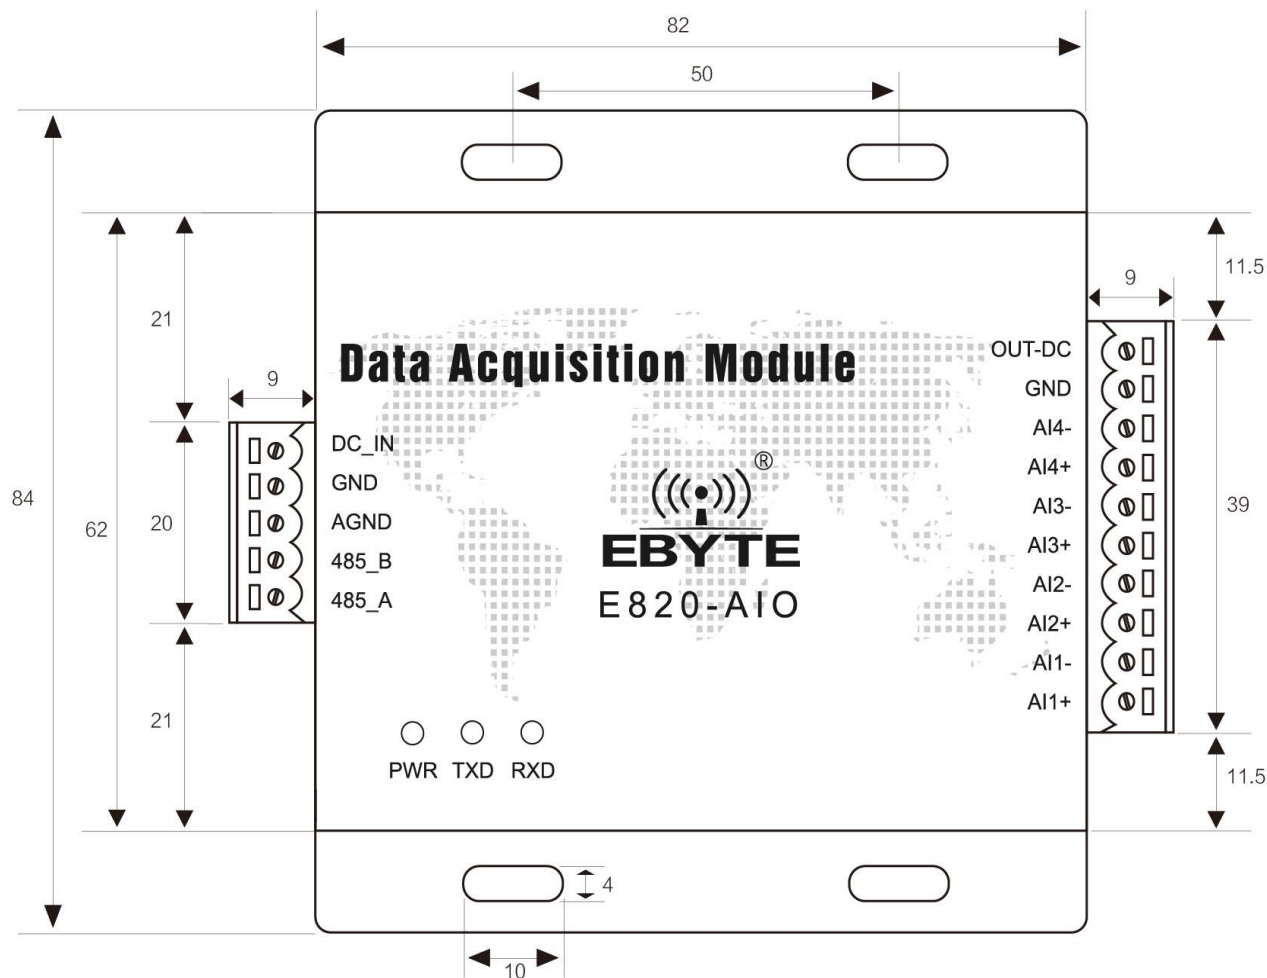 82
50
21
11.5
9
Data Acquisition Module
OUT-DC
GND
AI4-
AI4+
AI3-
AI3+
AI2-
AI2+
AI1-
AI1+
9
DC_IN
GND
AGND
485_B
485_A
®
EBYTE
E820-AIO
84
62
20
39
21
PWR TXD RXD
11.5
4
10